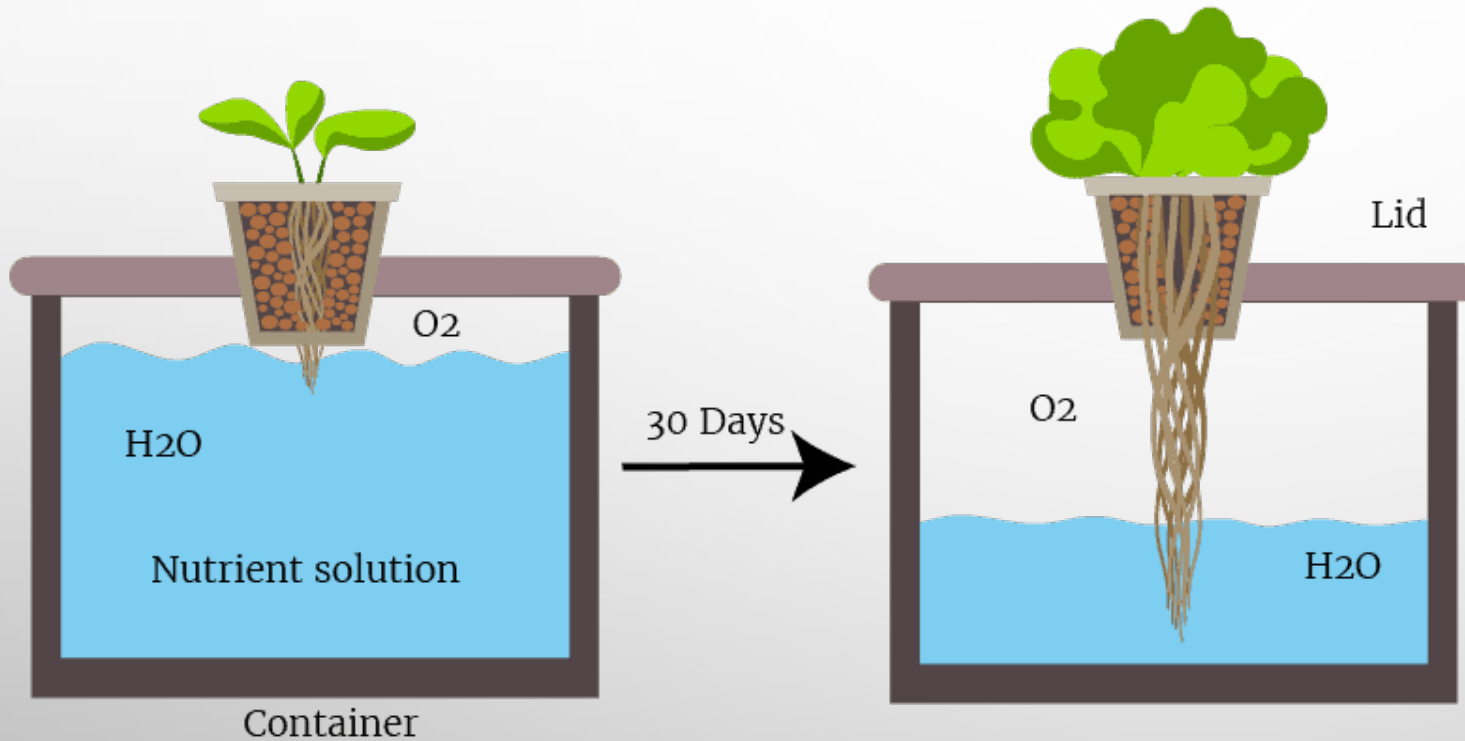 O2
H2O
Nutrient solution
Container
30 Days
Lid
O2
H2O